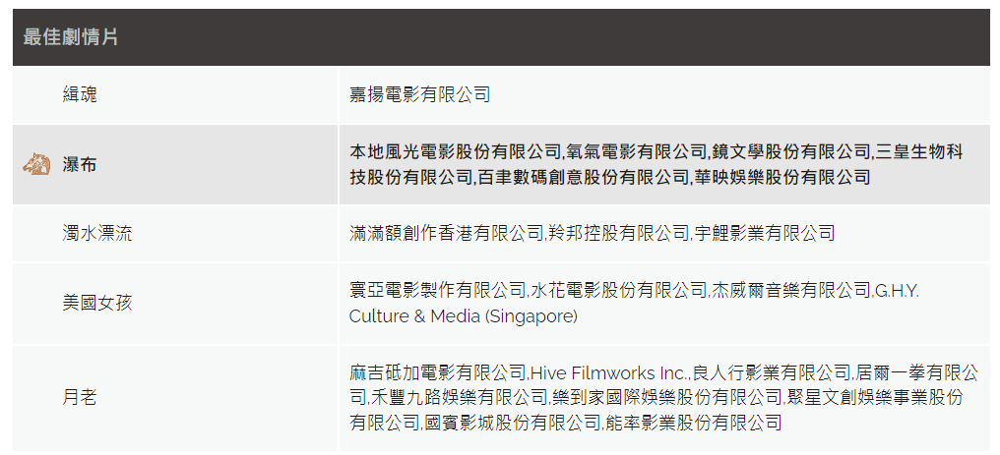 最佳劇情片
緝魂
嘉揚電影有限公司
瀑布
本地風光電影股份有限公司,氧氣電影有限公司,鏡文學股份有限公司,三皇生物科
技股份有限公司,百聿數碼創意股份有限公司,華映娛樂股份有限公司
濁水漂流
滿滿額創作香港有限公司,羚邦控股有限公司,宇鯉影業有限公司
美國女孩
寰亞電影製作有限公司,水花電影股份有限公司,杰威爾音樂有限公司,G.H.Y.
Culture & Media (Singapore)
月老
麻吉砥加電影有限公司,Hive Filmworks Inc.,良人行影業有限公司,居爾一拳有限公
司,禾豐九路娛樂有限公司,樂到家國際娛樂股份有限公司,聚星文創娛樂事業股份
有限公司,國賓影城股份有限公司,能率影業股份有限公司